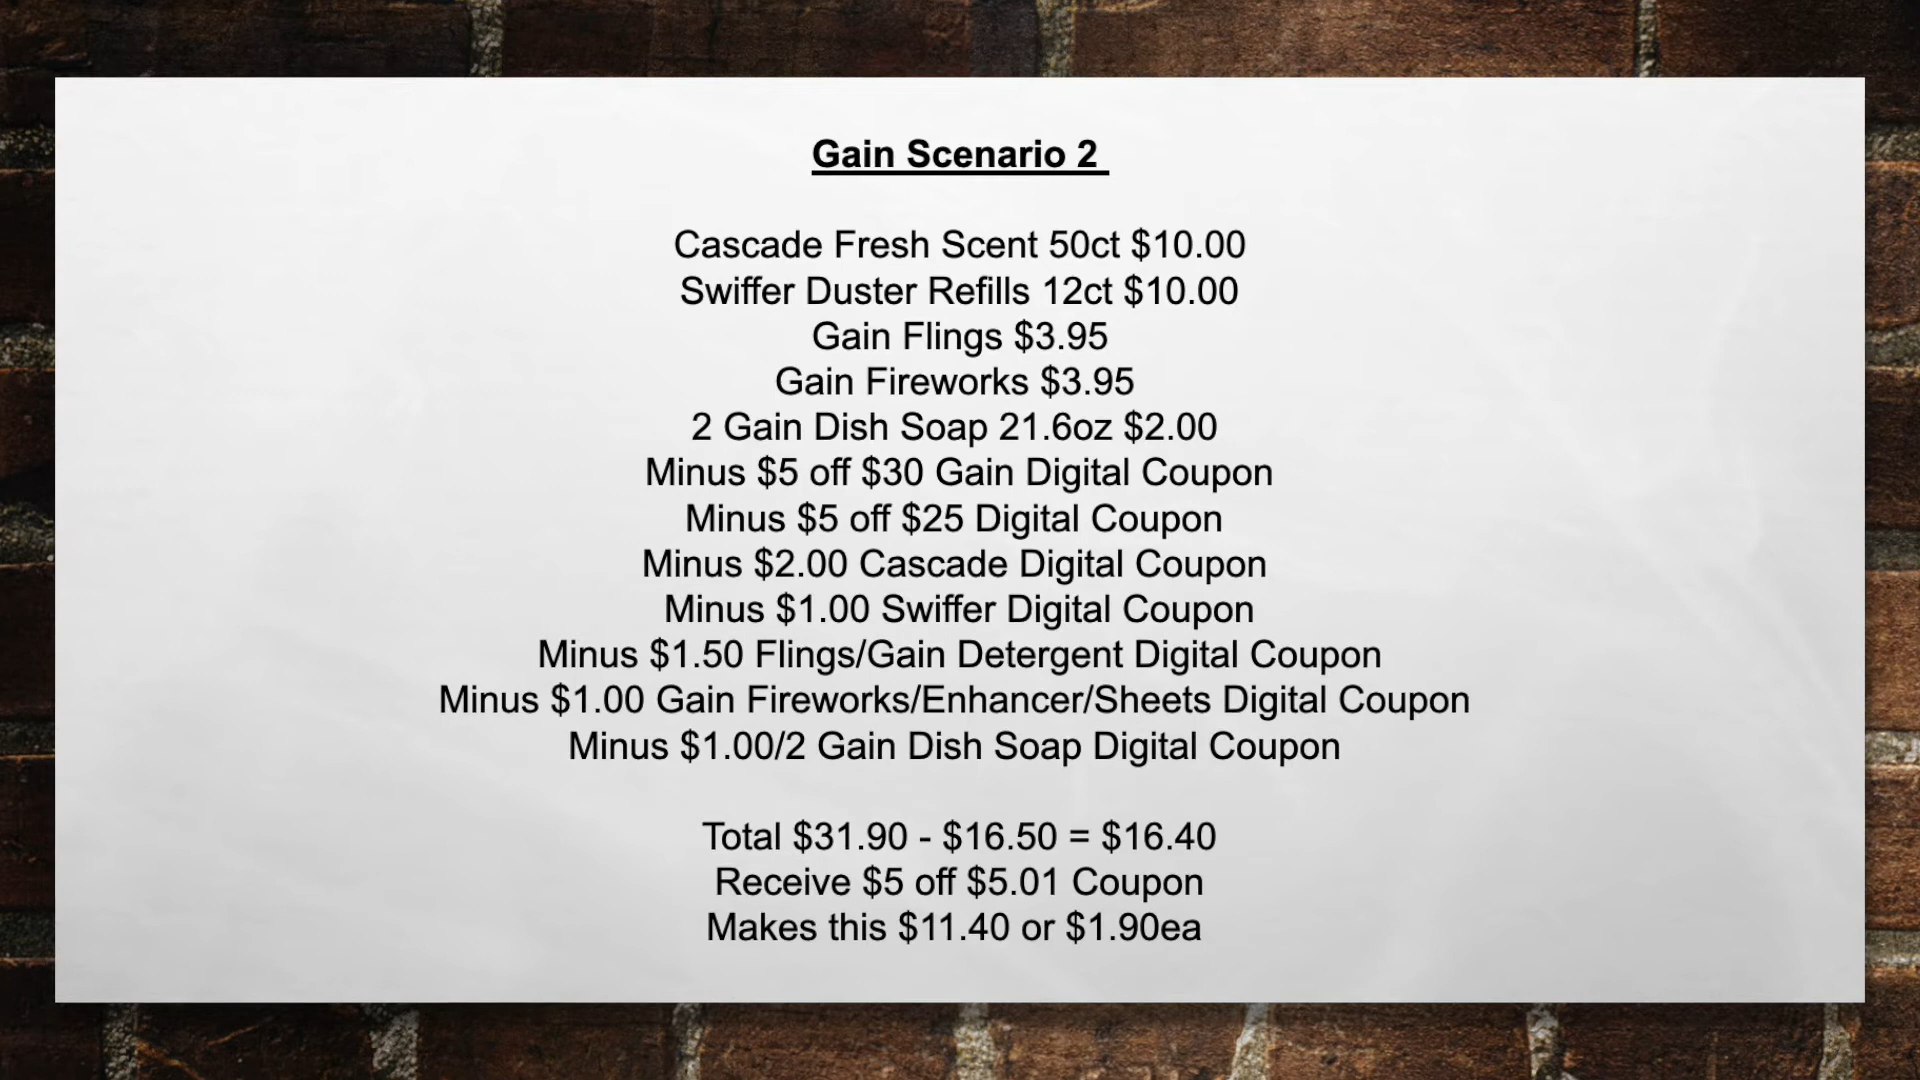 Gain Scenario 2
Cascade Fresh Scent 50ct $10.00
Swiffer Duster Refills 12ct $10.00
Gain Flings $3.95
Gain Fireworks $3.95
2 Gain Dish Soap 21.6oz $2.00
Minus $5 off $30 Gain Digital Coupon
Minus $5 off $25 Digital Coupon
Minus $2.00 Cascade Digital Coupon
Minus $1.00 Swiffer Digital Coupon
Minus $1.50 Flings/Gain Detergent Digital Coupon
Minus $1.00 Gain Fireworks/Enhancer/Sheets Digital Coupon
Minus $1.00/2 Gain Dish Soap Digital Coupon
Total $31.90 - $16.50 = $16.40
Receive $5 off $5.01 Coupon
Makes this $11.40 or $1.90ea